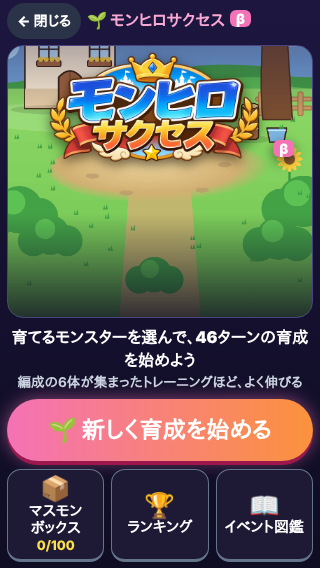 ← 閉じる
🌱 モンヒロサクセス β
モンヒロ
サクセス
β
育てるモンスターを選んで、46ターンの育成
を始めよう
編成の6体が集まったトレーニングほど、よく伸びる
🌱 新しく育成を始める
マスモン
ボックス
0/100
ランキング
イベント図鑑